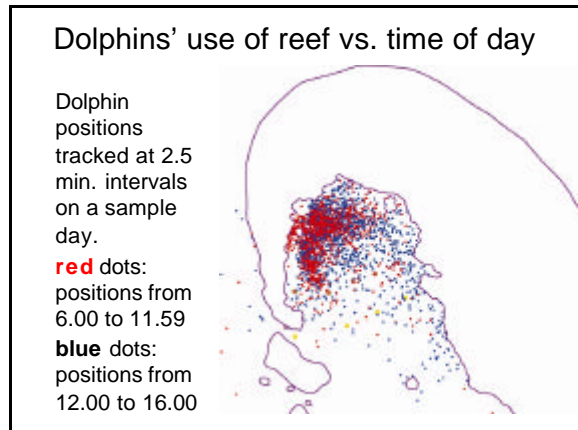 Dolphins’ use of reef vs. time of day
Dolphin
positions
tracked at 2.5
min. intervals
on a sample
day.
red dots:
positions from
6.00 to 11.59
blue dots:
positions from
12.00 to 16.00